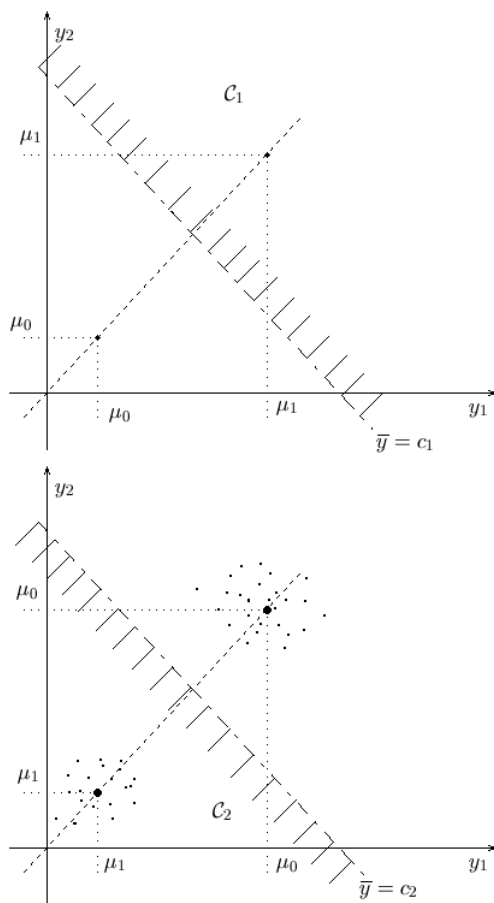 y₂
𝒞₁
μ₁
μ₀
μ₀
μ₁
y₁
y̅ = c₁
y₂
μ₀
μ₁
𝒞₂
μ₁
μ₀
y₁
y̅ = c₂